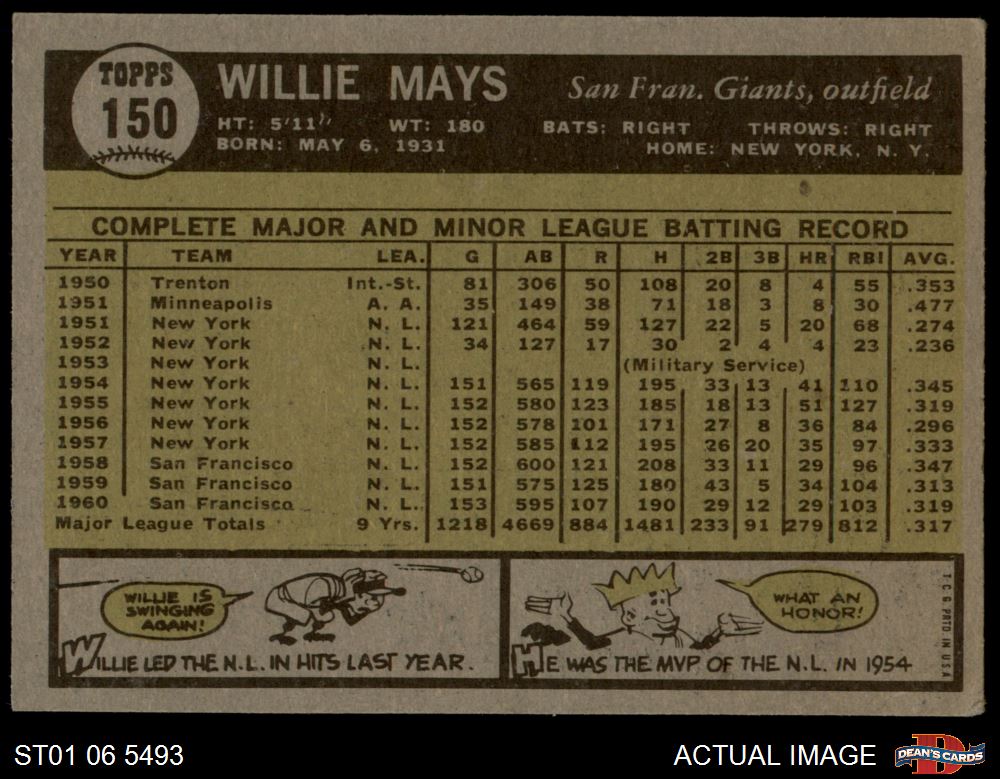 TOPPS
150
WILLIE MAYS
San Fran. Giants, outfield
HT: 5'11" WT: 180 BATS: RIGHT THROWS: RIGHT
BORN: MAY 6, 1931 HOME: NEW YORK, N. Y.
COMPLETE MAJOR AND MINOR LEAGUE BATTING RECORD
YEAR TEAM LEA. G AB R H 2B 3B HR RBI AVG.
1950 Trenton Int.-St. 81 306 50 108 20 8 4 55 .353
1951 Minneapolis A. A. 35 149 38 71 18 3 8 30 .477
1951 New York N. L. 121 464 59 127 22 5 20 68 .274
1952 New York N. L. 34 127 17 30 2 4 4 23 .236
1953 New York N. L. (Military Service)
1954 New York N. L. 151 565 119 195 33 13 41 110 .345
1955 New York N. L. 152 580 123 185 18 13 51 127 .319
1956 New York N. L. 152 578 101 171 27 8 36 84 .296
1957 New York N. L. 152 585 112 195 26 20 35 97 .333
1958 San Francisco N. L. 152 600 121 208 33 11 29 96 .347
1959 San Francisco N. L. 151 575 125 180 43 5 34 104 .313
1960 San Francisco N. L. 153 595 107 190 29 12 29 103 .319
Major League Totals 9 Yrs. 1218 4669 884 1481 233 91 279 812 .317
WILLIE IS
SWINGING
AGAIN!
WILLIE LED THE N.L. IN HITS LAST YEAR.
WHAT AN
HONOR!
HE WAS THE MVP OF THE N.L. IN 1954
T. C. G. PRTD. IN U.S.A.
ST01 06 5493
ACTUAL IMAGE
DEAN'S CARDS